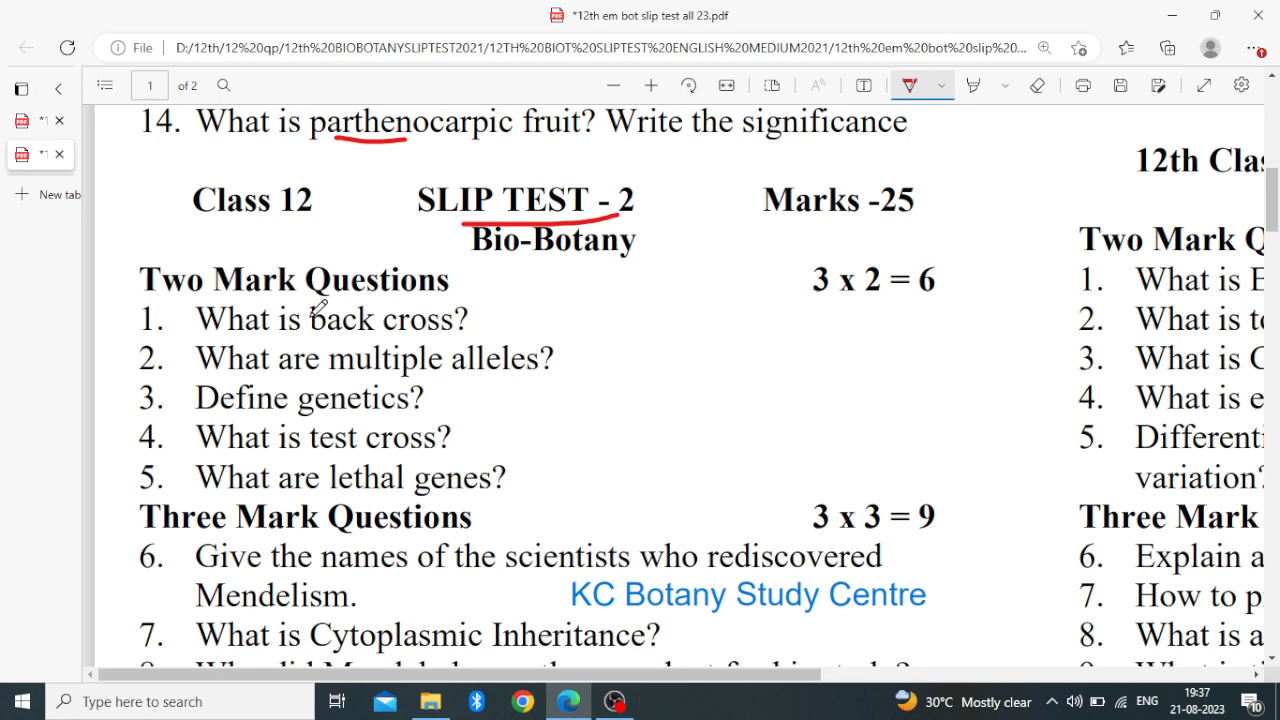 *12th em bot slip test all 23.pdf
File D:/12th/12%20qp/12th%20BIOBOTANYSLIPTEST2021/12TH%20BIOT%20SLIPTEST%20ENGLISH%20MEDIUM2021/12th%20em%20bot%20slip%20...
1 of 2
New tab
14. What is parthenocarpic fruit? Write the significance
Class 12 SLIP TEST - 2 Marks -25
Bio-Botany
Two Mark Questions 3 x 2 = 6
1. What is back cross?
2. What are multiple alleles?
3. Define genetics?
4. What is test cross?
5. What are lethal genes?
Three Mark Questions 3 x 3 = 9
6. Give the names of the scientists who rediscovered
Mendelism. KC Botany Study Centre
7. What is Cytoplasmic Inheritance?
12th Clas
Two Mark Q
1. What is E
2. What is to
3. What is G
4. What is e
5. Differenti
variation?
Three Mark
6. Explain a
7. How to p
8. What is a
Type here to search
30°C Mostly clear ENG 19:37
21-08-2023 10